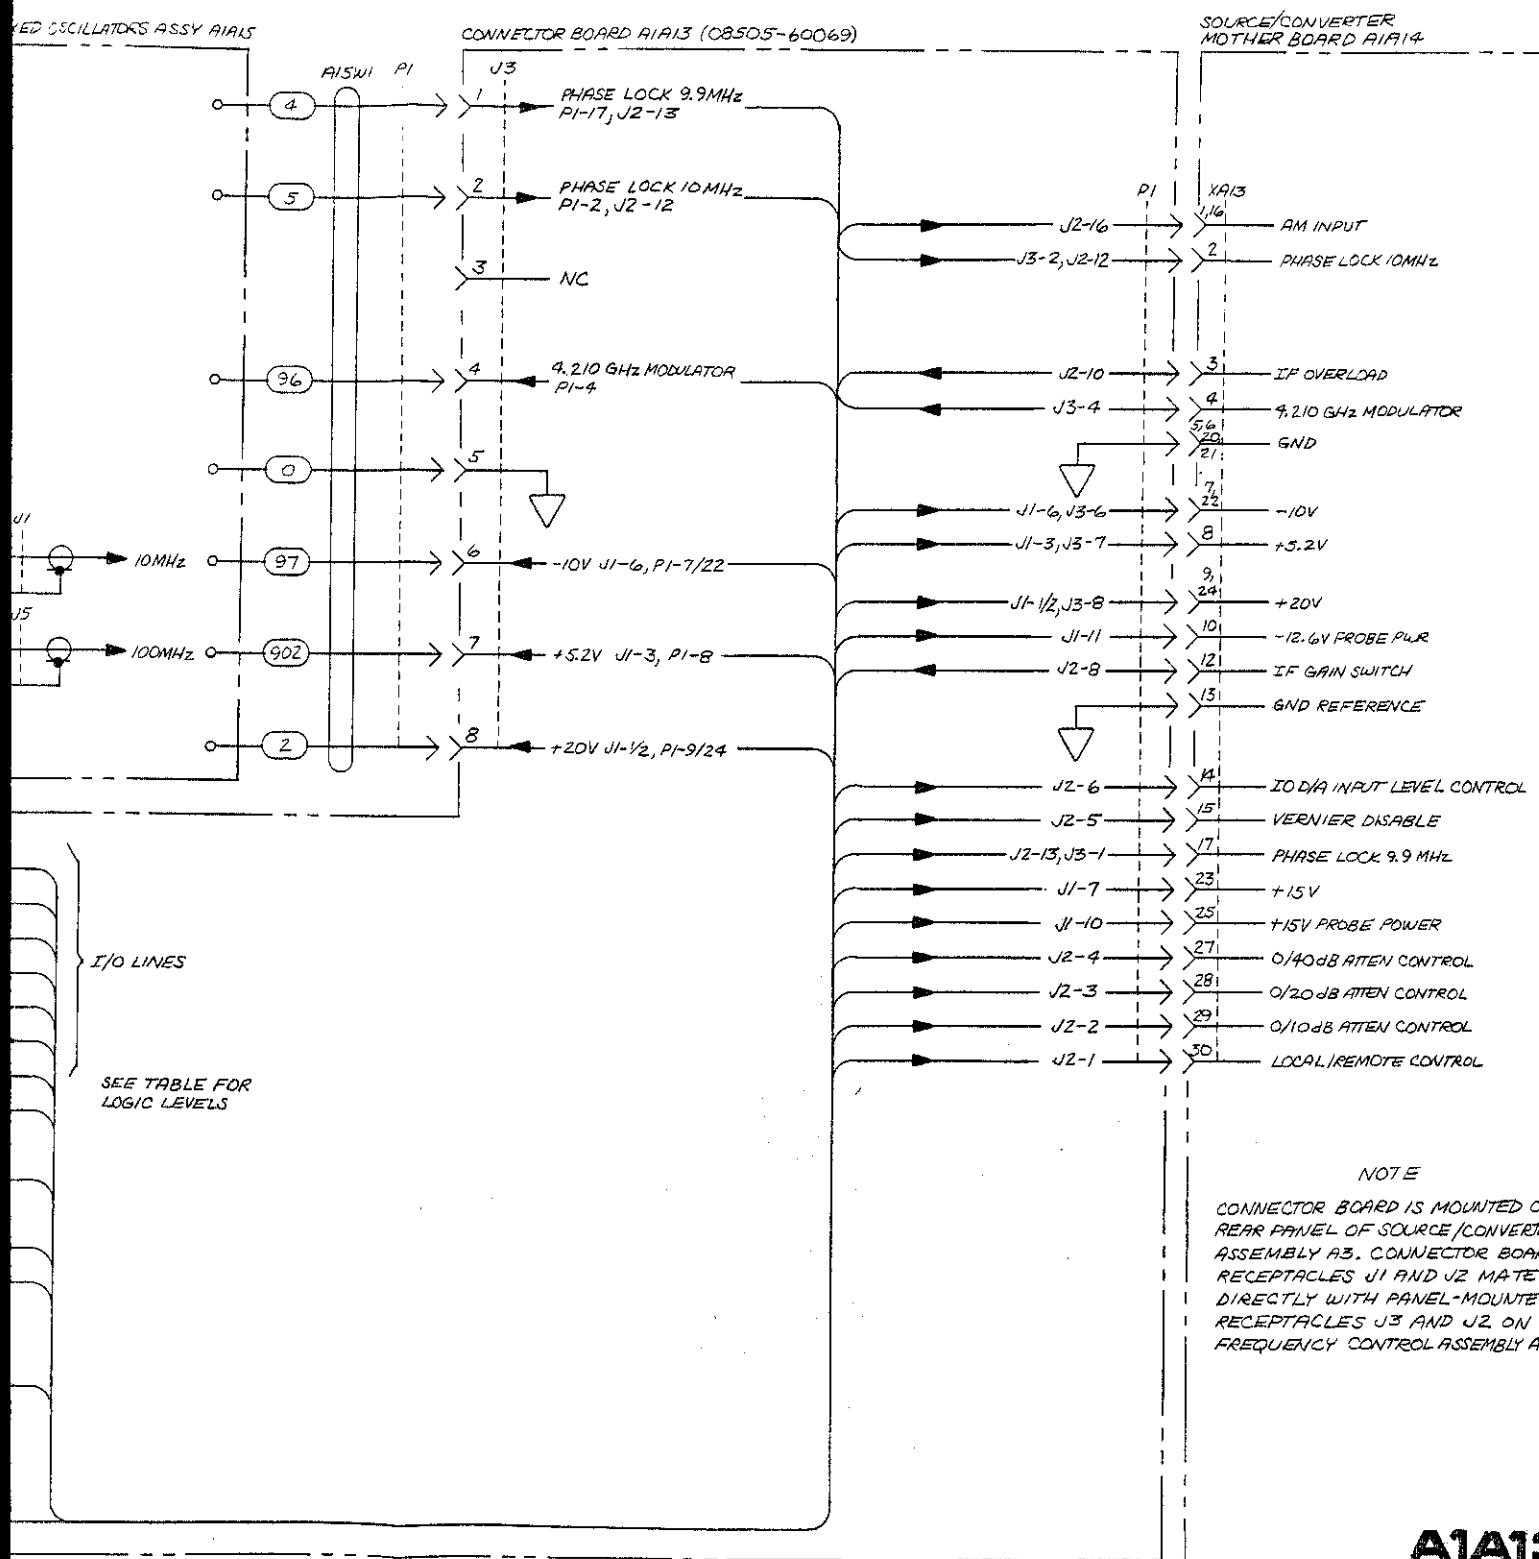 OSCILLATORS ASSY A1A15
CONNECTOR BOARD A1A13 (08505-60069)
SOURCE/CONVERTER
MOTHER BOARD A1A14
A15W1 P1 J3
4 1 PHASE LOCK 9.9MHz
P1-17, J2-13
5 2 PHASE LOCK 10MHz
P1-2, J2-12
3 NC
96 4 4.210 GHz MODULATOR
P1-4
0 5
J1
10MHz 97 6 -10V J1-6, P1-7/22
J5
100MHz 902 7 +5.2V J1-3, P1-8
2 8 +20V J1-1/2, P1-9/24
I/O LINES
SEE TABLE FOR
LOGIC LEVELS
P1 XA13
J2-16 1,16 AM INPUT
J3-2, J2-12 2 PHASE LOCK 10MHz
J2-10 3 IF OVERLOAD
J3-4 4 4.210 GHz MODULATOR
5,6
20 GND
21
7,
J1-6, J3-6 22 -10V
J1-3, J3-7 8 +5.2V
9,
J1-1/2, J3-8 24 +20V
J1-11 10 -12.6V PROBE PWR
J2-8 12 IF GAIN SWITCH
13 GND REFERENCE
J2-6 14 IO D/A INPUT LEVEL CONTROL
J2-5 15 VERNIER DISABLE
J2-13, J3-1 17 PHASE LOCK 9.9 MHz
J1-7 23 +15V
J1-10 25 +15V PROBE POWER
J2-4 27 0/40dB ATTEN CONTROL
J2-3 28 0/20dB ATTEN CONTROL
J2-2 29 0/10dB ATTEN CONTROL
J2-1 30 LOCAL/REMOTE CONTROL
NOTE
CONNECTOR BOARD IS MOUNTED
REAR PANEL OF SOURCE/
ASSEMBLY A3. CONNECTOR
RECEPTACLES J1 AND J2 MATE
DIRECTLY WITH
RECEPTACLES J3 AND J2 ON
FREQUENCY CONTROL ASSEMBLY